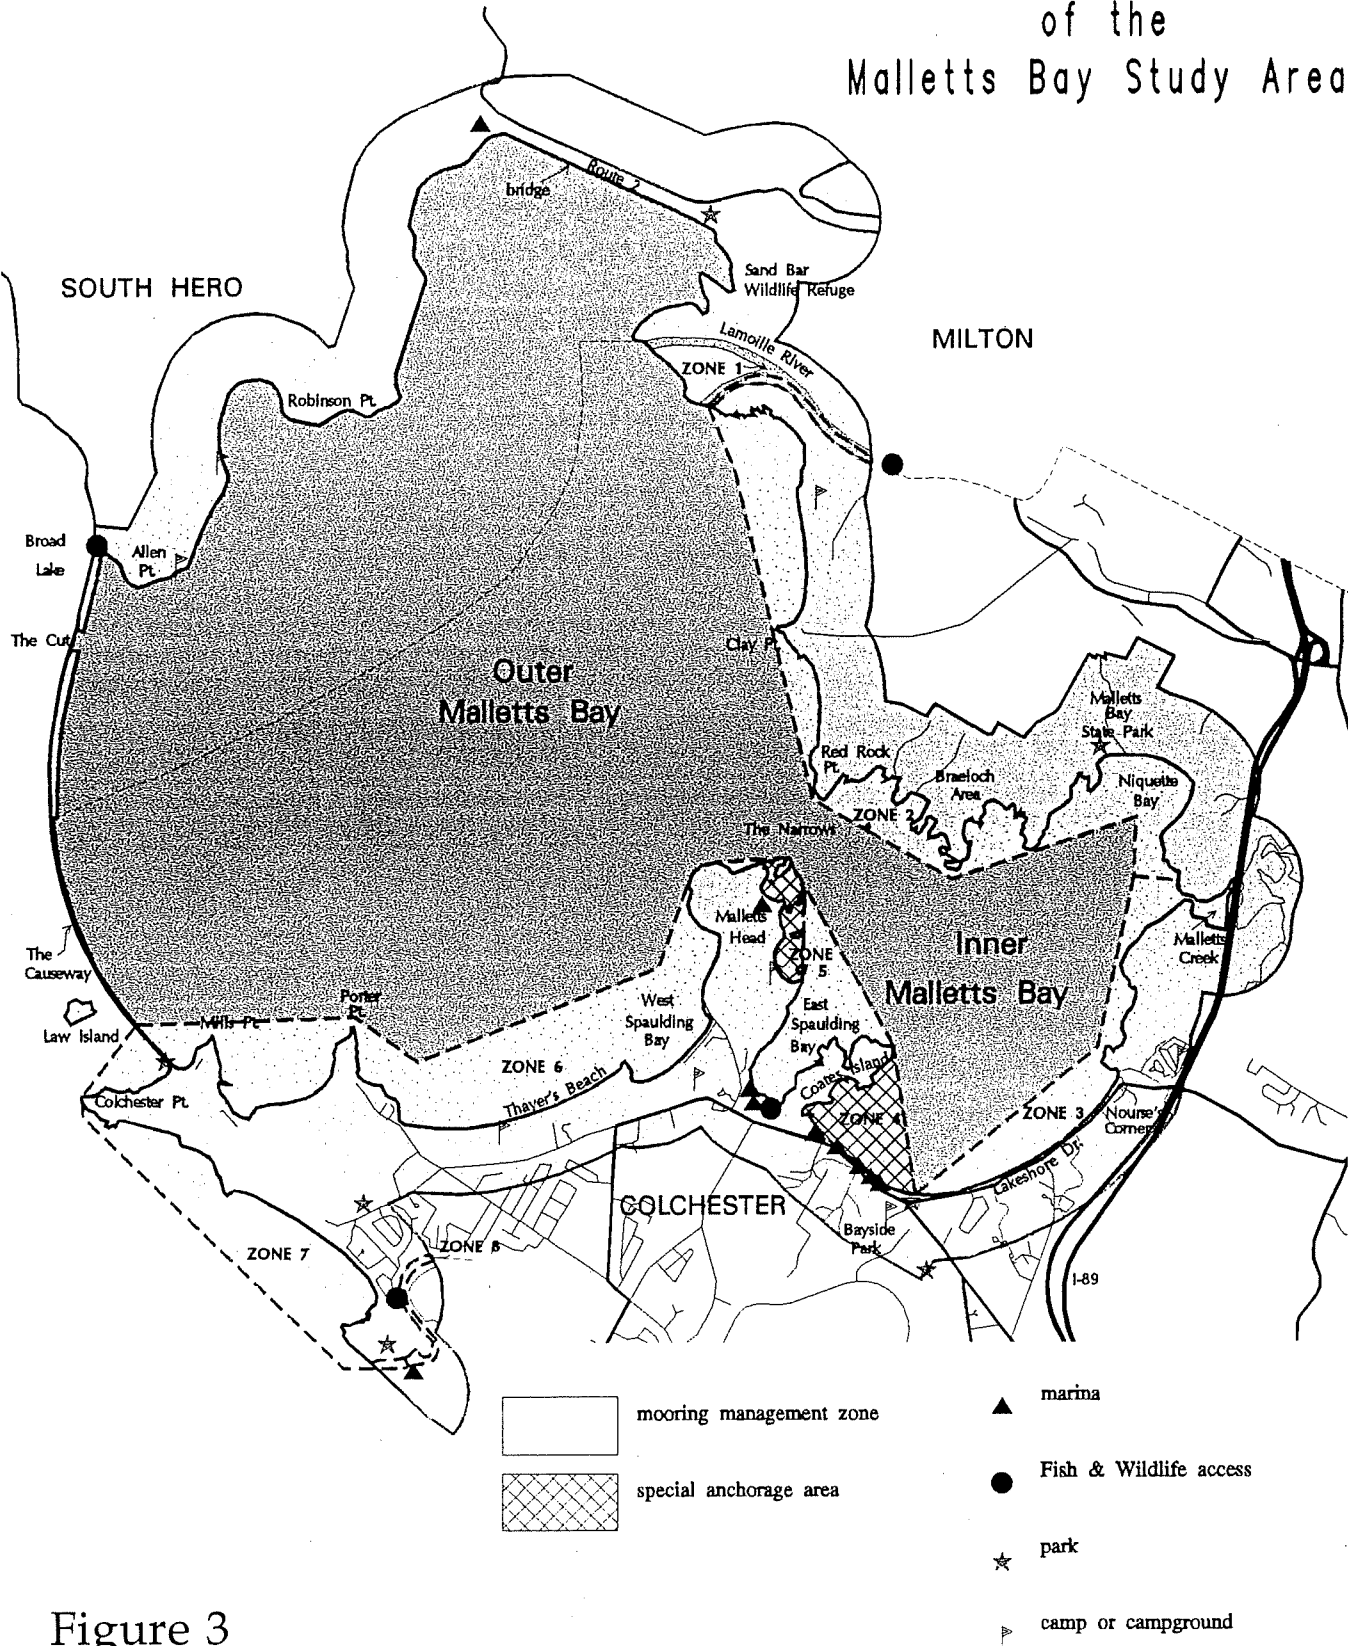 of the
Malletts Bay Study Area
Route 2
bridge
Sand Bar
Wildlife Refuge
SOUTH HERO
MILTON
Lamoille River
ZONE 1
Robinson Pt.
Broad
Lake
Allen
Pt.
The Cut
Clay Pt.
Outer
Malletts Bay
Malletts
Bay
State Park
Red Rock
Pt.
Braeloch
Area
Niquette
Bay
ZONE 2
The Narrows
Malletts
Head
ZONE
5
Inner
Malletts Bay
Malletts
Creek
The
Causeway
Law Island
Mills Pt.
Porter
Pt.
West
Spaulding
Bay
East
Spaulding
Bay
ZONE 6
Thayer's Beach
Coates Island
ZONE 4
ZONE 3
Nourse's
Corner
Colchester Pt.
Lakeshore Dr.
COLCHESTER
Bayside
Park
ZONE 7
ZONE 8
I-89
mooring management zone
special anchorage area
marina
Fish & Wildlife access
park
camp or campground
Figure 3